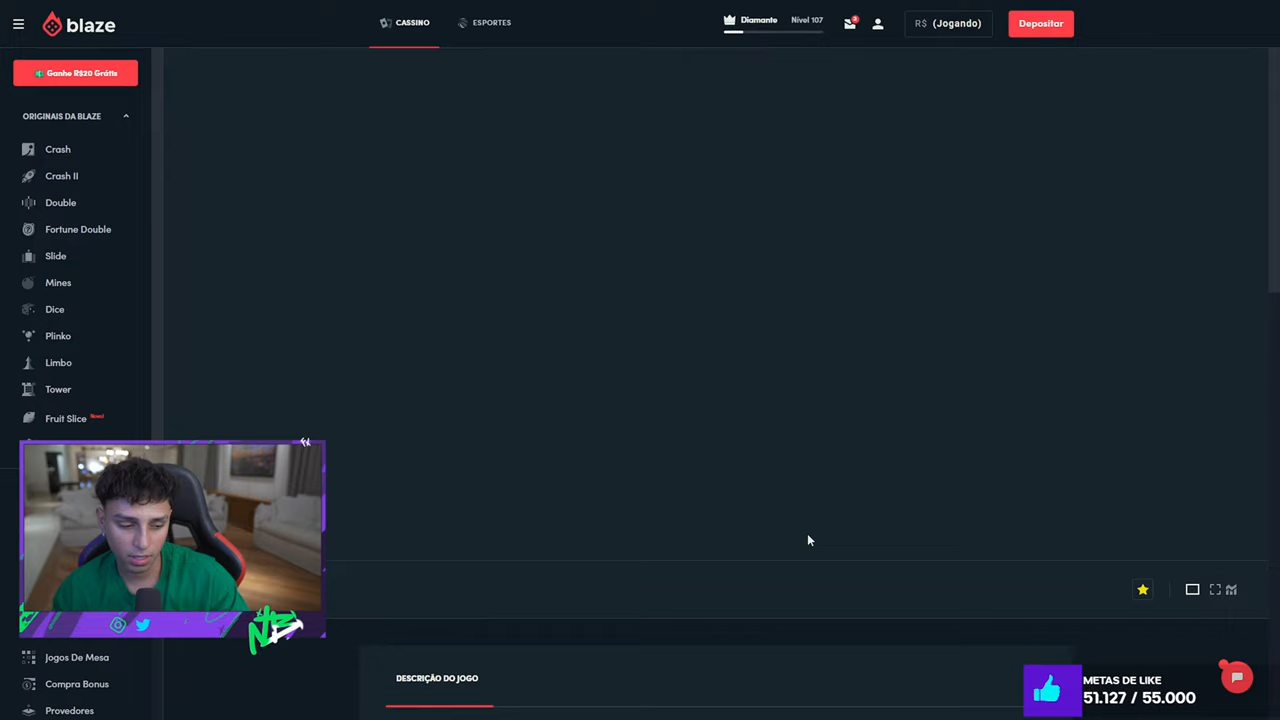 blaze
CASSINO
ESPORTES
Diamante Nível 107
3
R$ (Jogando)
Depositar
Ganhe R$20 Grátis
ORIGINAIS DA BLAZE
Crash
Crash II
Double
Fortune Double
Slide
Mines
Dice
Plinko
Limbo
Tower
Fruit Slice Novo!
Jogos De Mesa
Compra Bonus
Provedores
DESCRIÇÃO DO JOGO
METAS DE LIKE
51.127 / 55.000